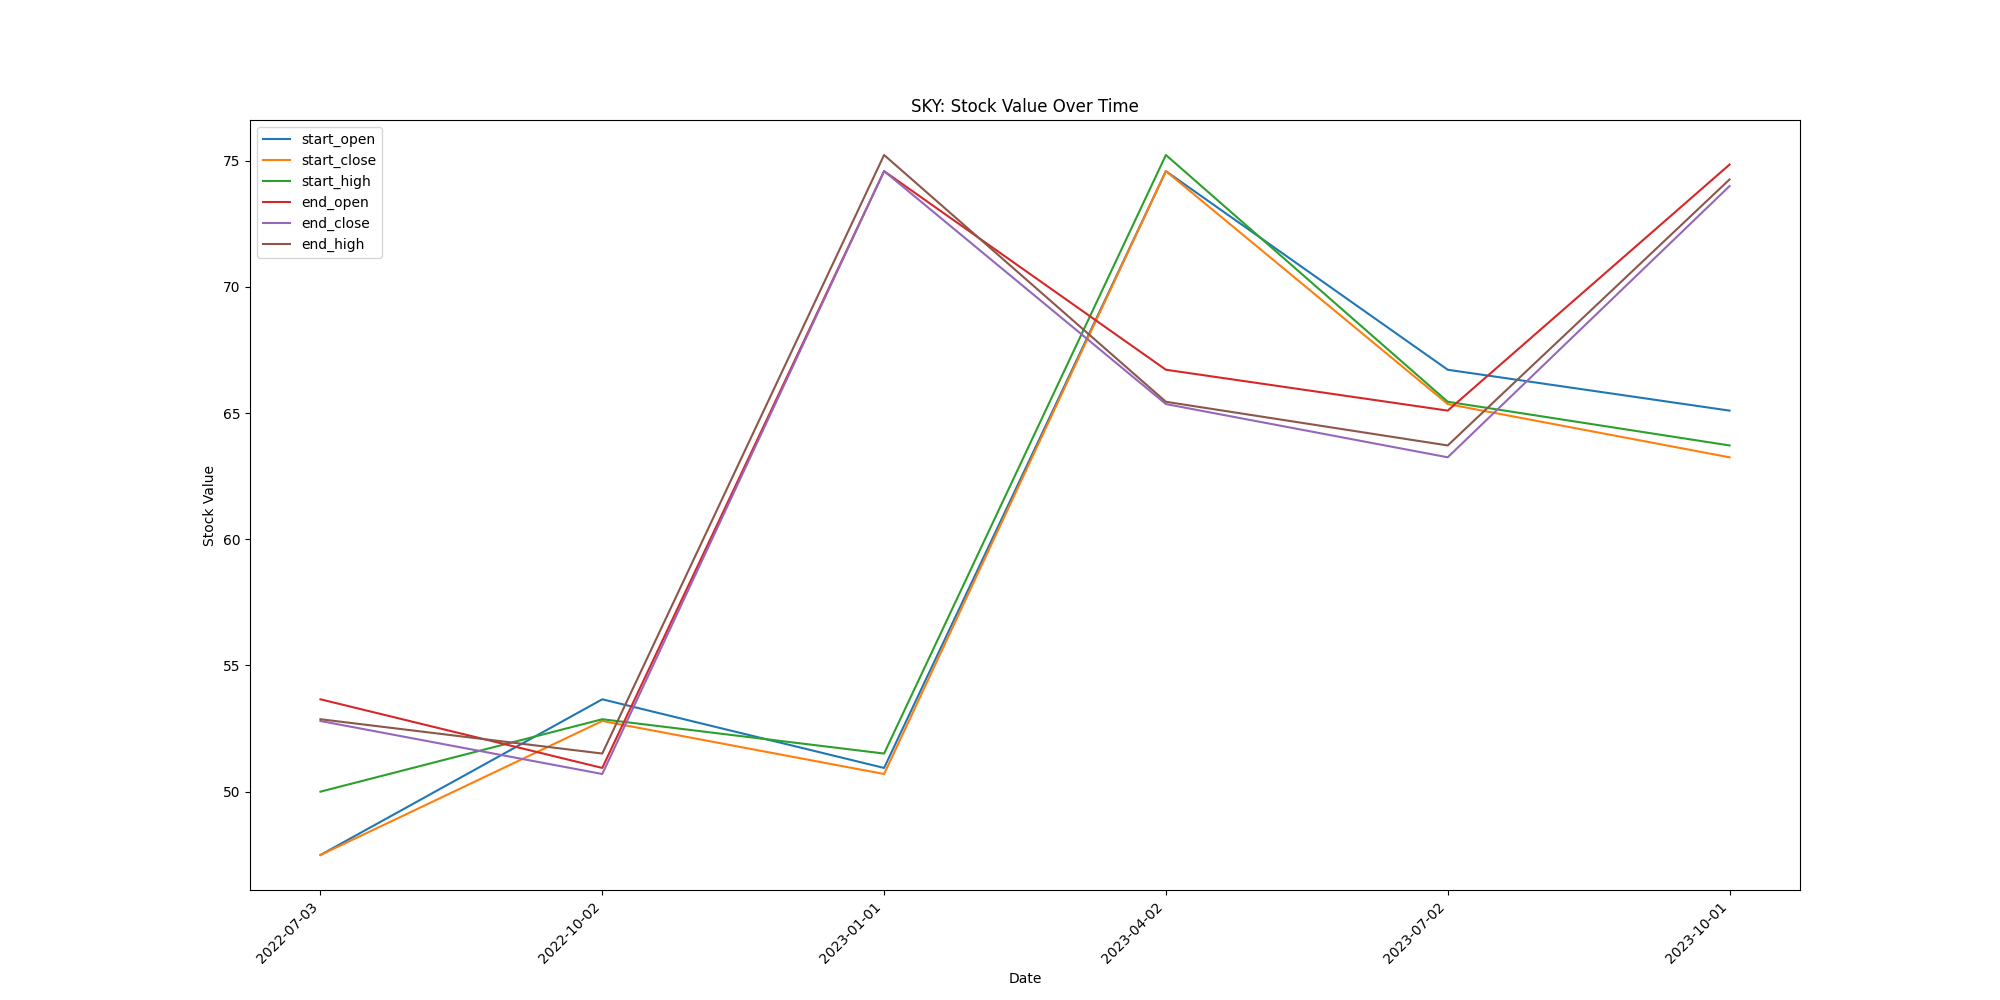 SKY: Stock Value Over Time
start_open
start_close
start_high
end_open
end_close
end_high
Stock Value
75
70
65
60
55
50
2022-07-03
2022-10-02
2023-01-01
2023-04-02
2023-07-02
2023-10-01
Date